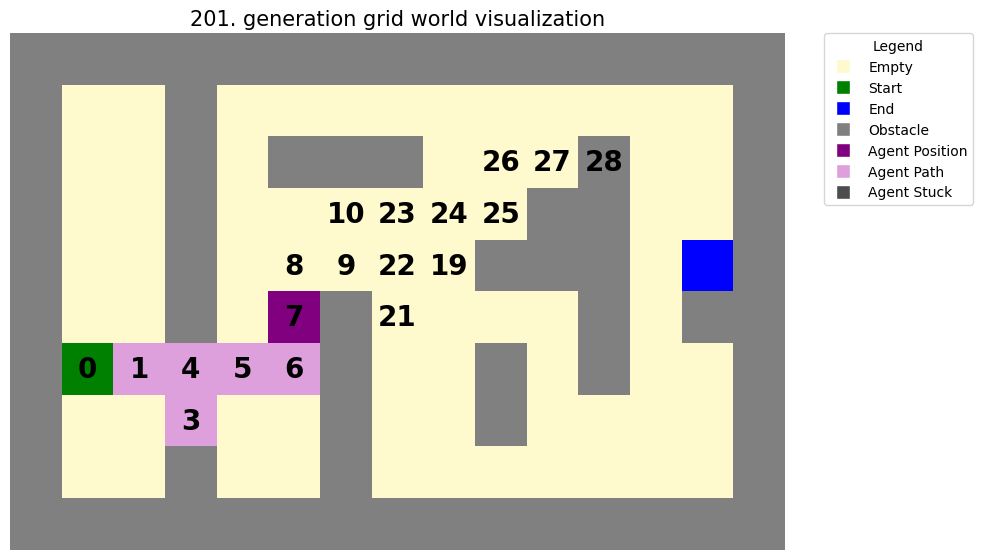 201. generation grid world visualization
Legend
Empty
Start
End
Obstacle
Agent Position
Agent Path
Agent Stuck
26 27 28
10 23 24 25
8 9 22 19
7 21
0 1 4 5 6
3